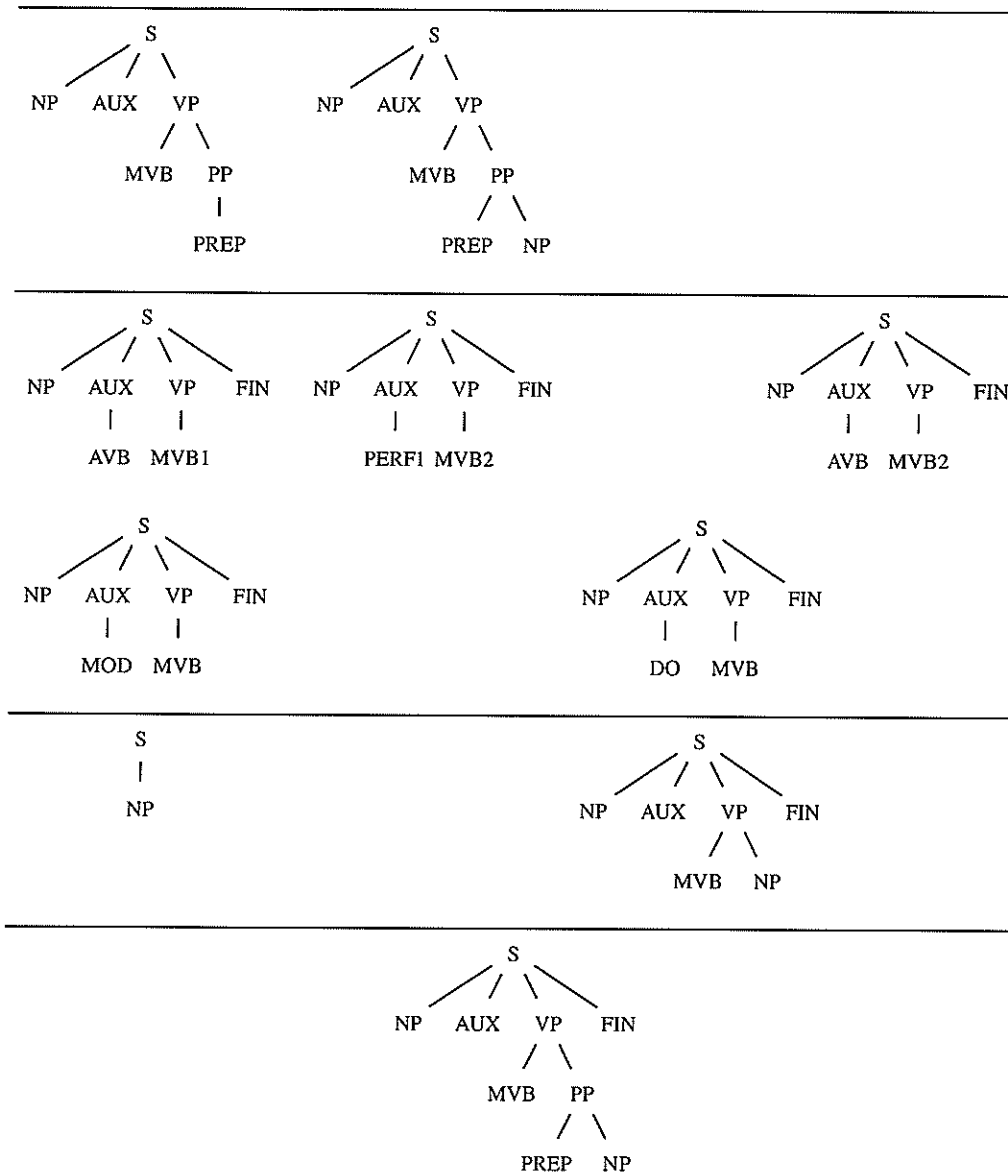 S S
NP AUX VP NP AUX VP
MVB PP MVB PP
PREP PREP NP
S S S
NP AUX VP FIN NP AUX VP FIN NP AUX VP FIN
AVB MVB1 PERF1 MVB2 AVB MVB2
S S
NP AUX VP FIN NP AUX VP FIN
MOD MVB DO MVB
S S
NP NP AUX VP FIN
MVB NP
S
NP AUX VP FIN
MVB PP
PREP NP